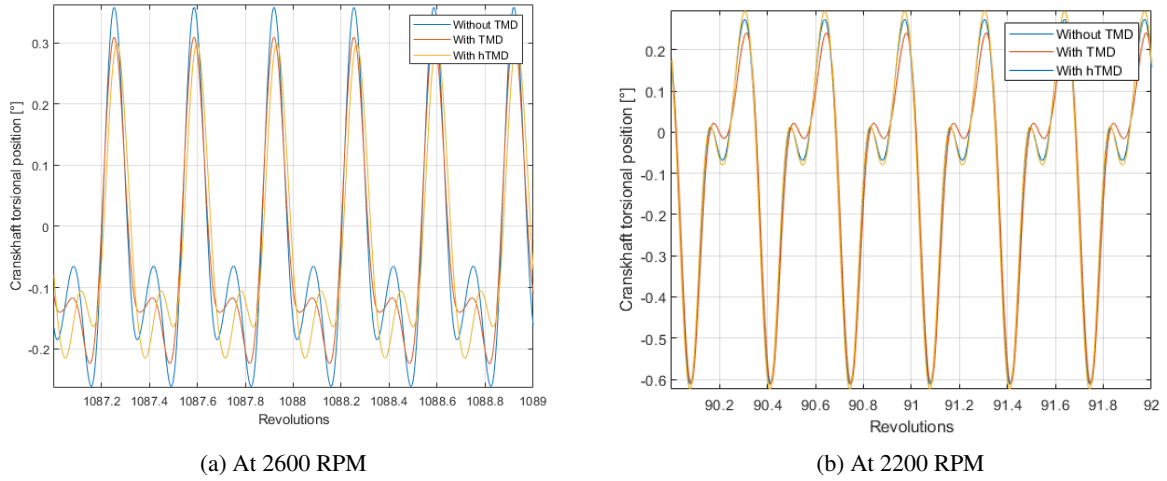 Without TMD
With TMD
With hTMD
0.3
0.2
0.1
0
-0.1
-0.2
Cranskhaft torsional position [°]
1087.2 1087.4 1087.6 1087.8 1088 1088.2 1088.4 1088.6 1088.8 1089
Revolutions
(a) At 2600 RPM
Without TMD
With TMD
With hTMD
0.2
0.1
0
-0.1
-0.2
-0.3
-0.4
-0.5
-0.6
Cranskhaft torsional position [°]
90.2 90.4 90.6 90.8 91 91.2 91.4 91.6 91.8 92
Revolutions
(b) At 2200 RPM